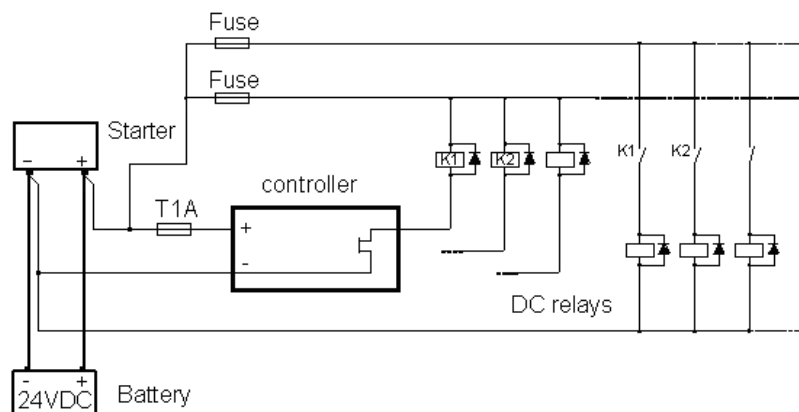 Fuse
Fuse
Starter
- +
K1 K2
K1 K2
controller
T1A
+
-
DC relays
- +
24VDC
Battery